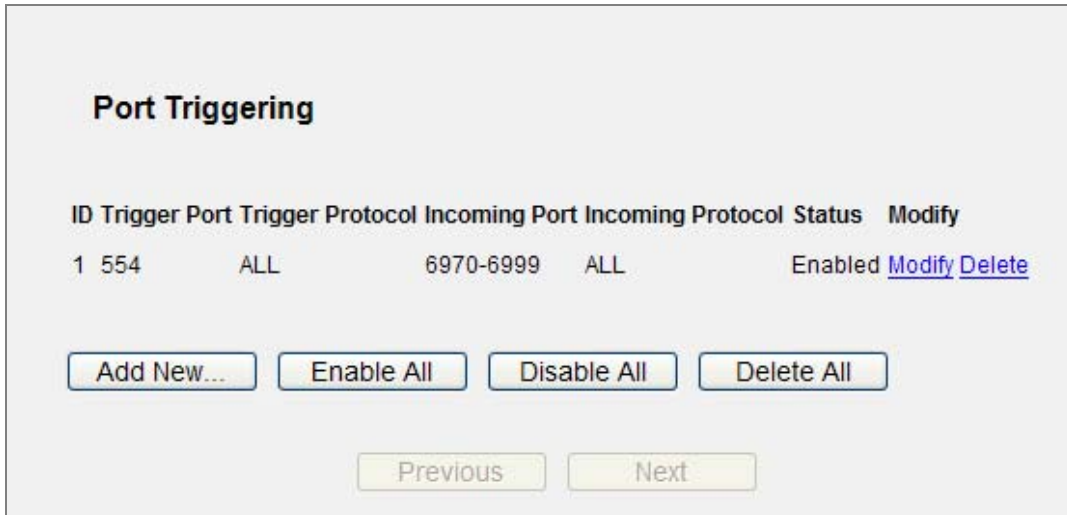 Port Triggering
ID Trigger Port Trigger Protocol Incoming Port Incoming Protocol Status Modify
1 554 ALL 6970-6999 ALL Enabled Modify Delete
Add New... Enable All Disable All Delete All
Previous Next